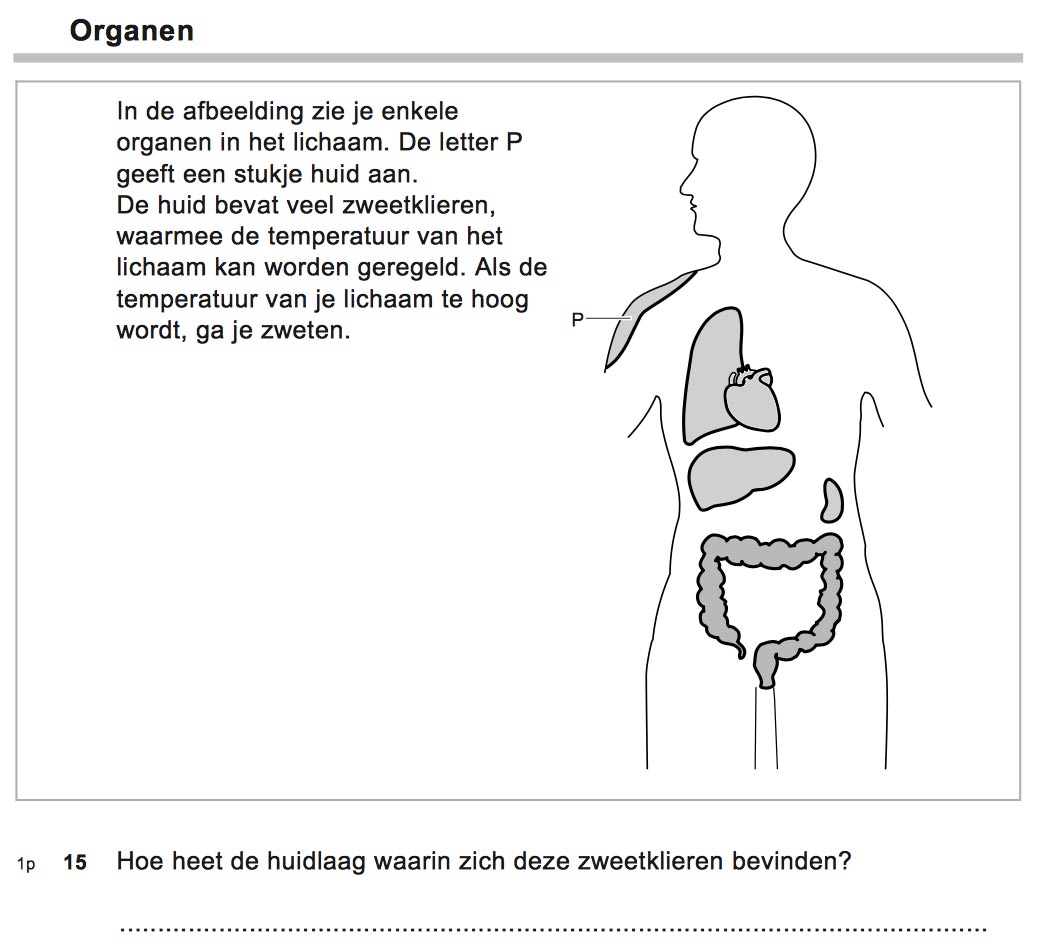 Organen
In de afbeelding zie je enkele
organen in het lichaam. De letter P
geeft een stukje huid aan.
De huid bevat veel zweetklieren,
waarmee de temperatuur van het
lichaam kan worden geregeld. Als de
temperatuur van je lichaam te hoog
wordt, ga je zweten.
P
1p 15 Hoe heet de huidlaag waarin zich deze zweetklieren bevinden?